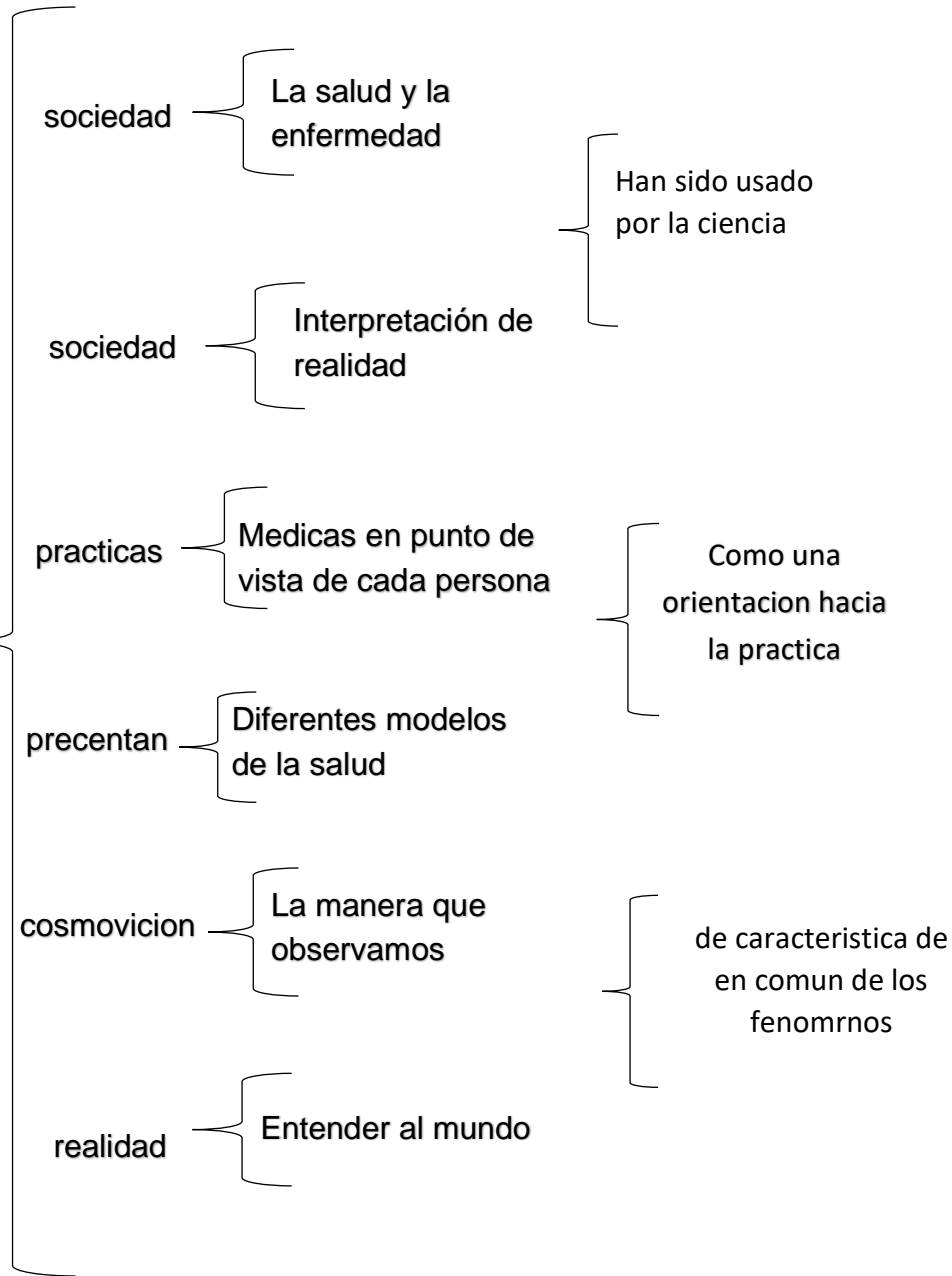 sociedad
La salud y la
enfermedad
Han sido usado
por la ciencia
sociedad
Interpretación de
realidad
practicas
Medicas en punto de
vista de cada persona
Como una
orientacion hacia
la practica
precentan
Diferentes modelos
de la salud
cosmovicion
La manera que
observamos
de caracteristica de
en comun de los
fenomrnos
realidad
Entender al mundo